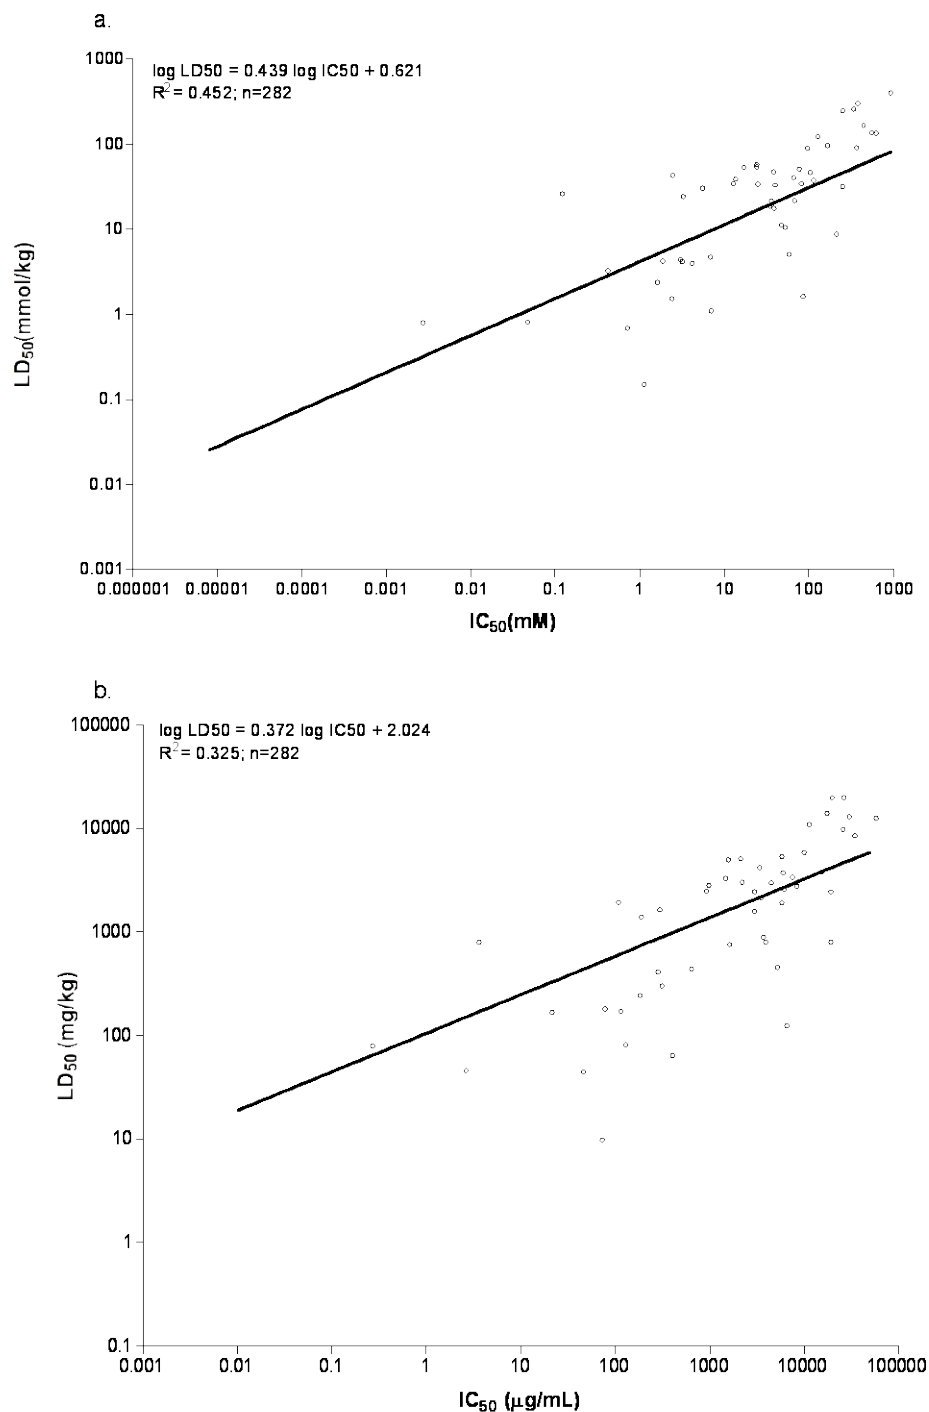 a.
log LD50 = 0.439 log IC50 + 0.621
R² = 0.452; n=282
1000
100
10
1
0.1
0.01
0.001
LD₅₀(mmol/kg)
0.000001 0.00001 0.0001 0.001 0.01 0.1 1 10 100 1000
IC₅₀(mM)
b.
log LD50 = 0.372 log IC50 + 2.024
R² = 0.325; n=282
100000
10000
1000
100
10
1
0.1
LD₅₀ (mg/kg)
0.001 0.01 0.1 1 10 100 1000 10000 100000
IC₅₀ (µg/mL)